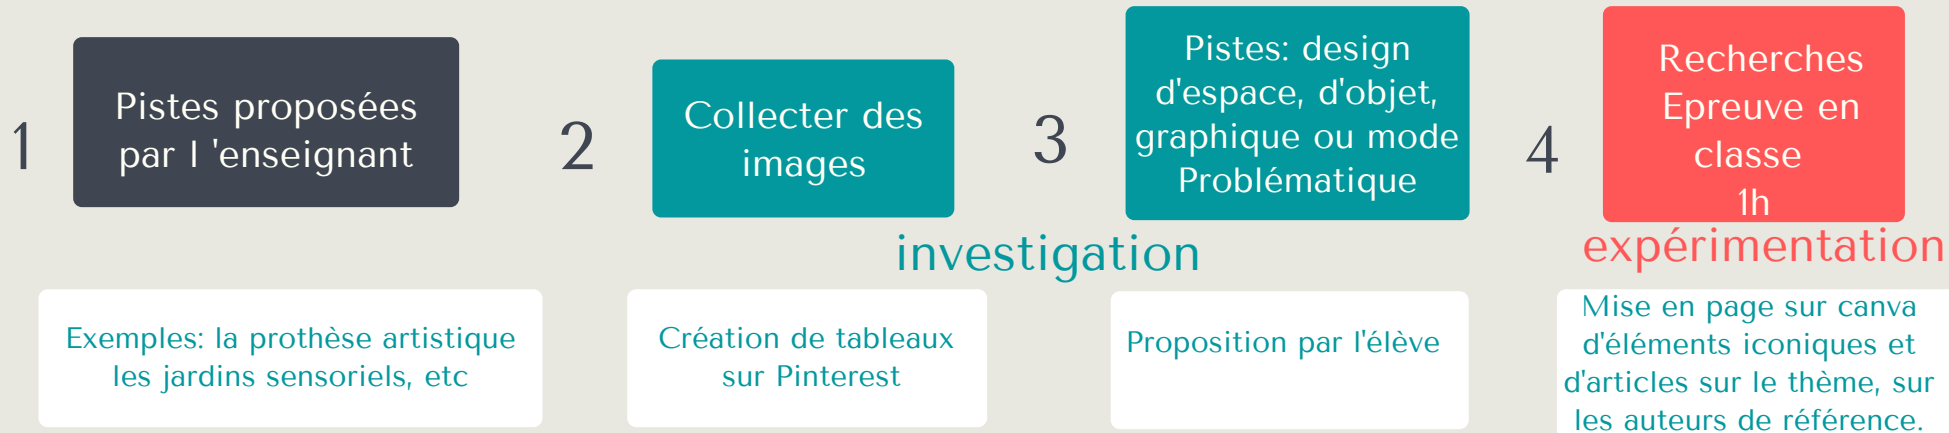 1
Pistes proposées
par l 'enseignant
2
Collecter des
images
3
Pistes: design
d'espace, d'objet,
graphique ou mode
Problématique
4
Recherches
Epreuve en
classe
1h
investigation
expérimentation
Exemples: la prothèse artistique
les jardins sensoriels, etc
Création de tableaux
sur Pinterest
Proposition par l'élève
Mise en page sur canva
d'éléments iconiques et
d'articles sur le thème, sur
les auteurs de référence.